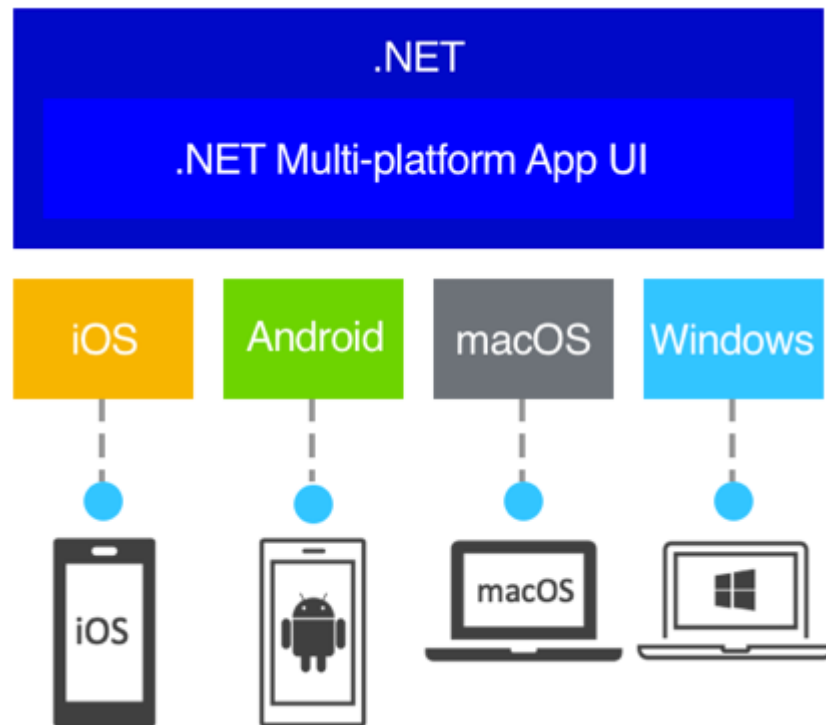 .NET
.NET Multi-platform App UI
iOS
Android
macOS
Windows
iOS
macOS